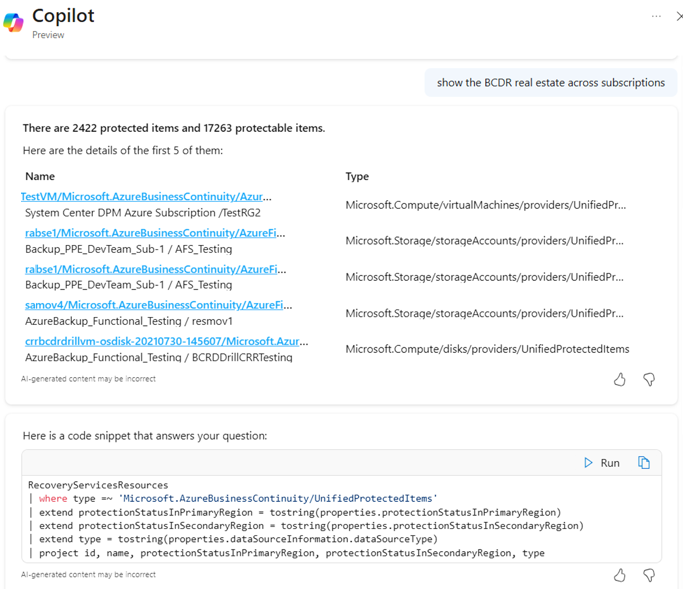 Copilot
Preview
show the BCDR real estate across subscriptions
There are 2422 protected items and 17263 protectable items.
Here are the details of the first 5 of them:
Name Type
TestVM/Microsoft.AzureBusinessContinuity/Azur...
System Center DPM Azure Subscription /TestRG2
Microsoft.Compute/virtualMachines/providers/UnifiedPr...
rabse1/Microsoft.AzureBusinessContinuity/AzureFi...
Backup_PPE_DevTeam_Sub-1 / AFS_Testing
Microsoft.Storage/storageAccounts/providers/UnifiedPr...
rabse1/Microsoft.AzureBusinessContinuity/AzureFi...
Backup_PPE_DevTeam_Sub-1 / AFS_Testing
Microsoft.Storage/storageAccounts/providers/UnifiedPr...
samov4/Microsoft.AzureBusinessContinuity/AzureFi...
AzureBackup_Functional_Testing / resmov1
Microsoft.Storage/storageAccounts/providers/UnifiedPr...
crrbcdrdrillvm-osdisk-20210730-145607/Microsoft.Azur...
AzureBackup_Functional_Testing / BCRDDrillCRRTesting
Microsoft.Compute/disks/providers/UnifiedProtectedItems
AI-generated content may be incorrect
Here is a code snippet that answers your question:
Run
RecoveryServicesResources
| where type =~ 'Microsoft.AzureBusinessContinuity/UnifiedProtectedItems'
| extend protectionStatusInPrimaryRegion = tostring(properties.protectionStatusInPrimaryRegion)
| extend protectionStatusInSecondaryRegion = tostring(properties.protectionStatusInSecondaryRegion)
| extend type = tostring(properties.dataSourceInformation.dataSourceType)
| project id, name, protectionStatusInPrimaryRegion, protectionStatusInSecondaryRegion, type
AI-generated content may be incorrect